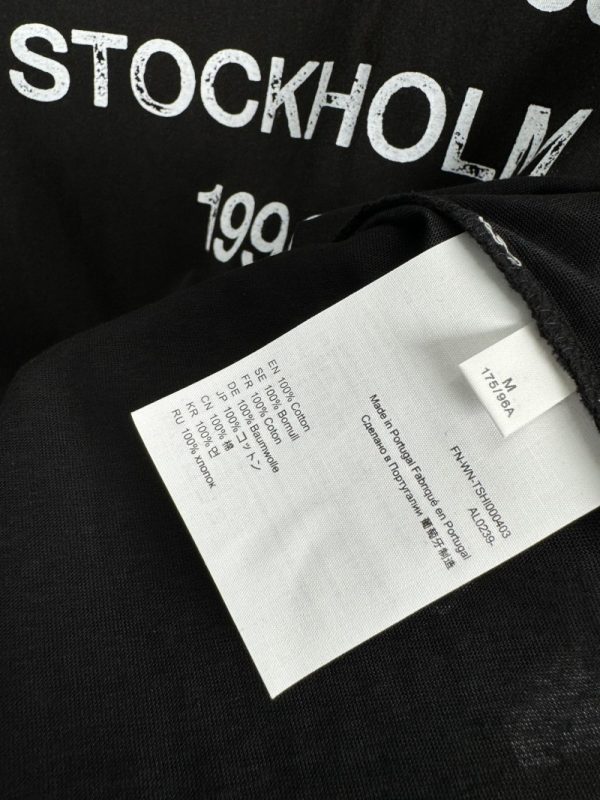 STOCKHOLM
199
M
175/96A
FN-WN-TSHI000403
AL0239-
Made in Portugal Fabriqué en Portugal
Сделано в Португалии 葡萄牙制造
EN 100% Cotton
SE 100% Bomull
FR 100% Coton
DE 100% Baumwolle
JP 100% コットン
CN 100% 棉
KR 100% 면
RU 100% хлопок